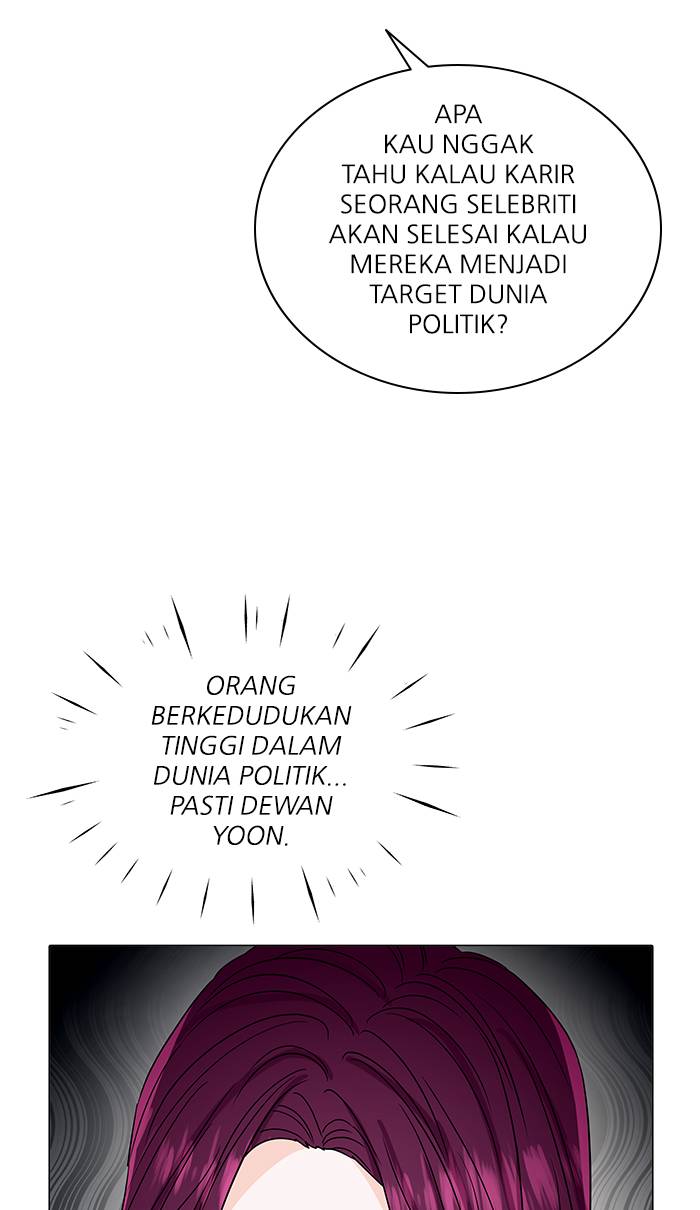 APA
KAU NGGAK
TAHU KALAU KARIR
SEORANG SELEBRITI
AKAN SELESAI KALAU
MEREKA MENJADI
TARGET DUNIA
POLITIK?
ORANG
BERKEDUDUKAN
TINGGI DALAM
DUNIA POLITIK...
PASTI DEWAN
YOON.